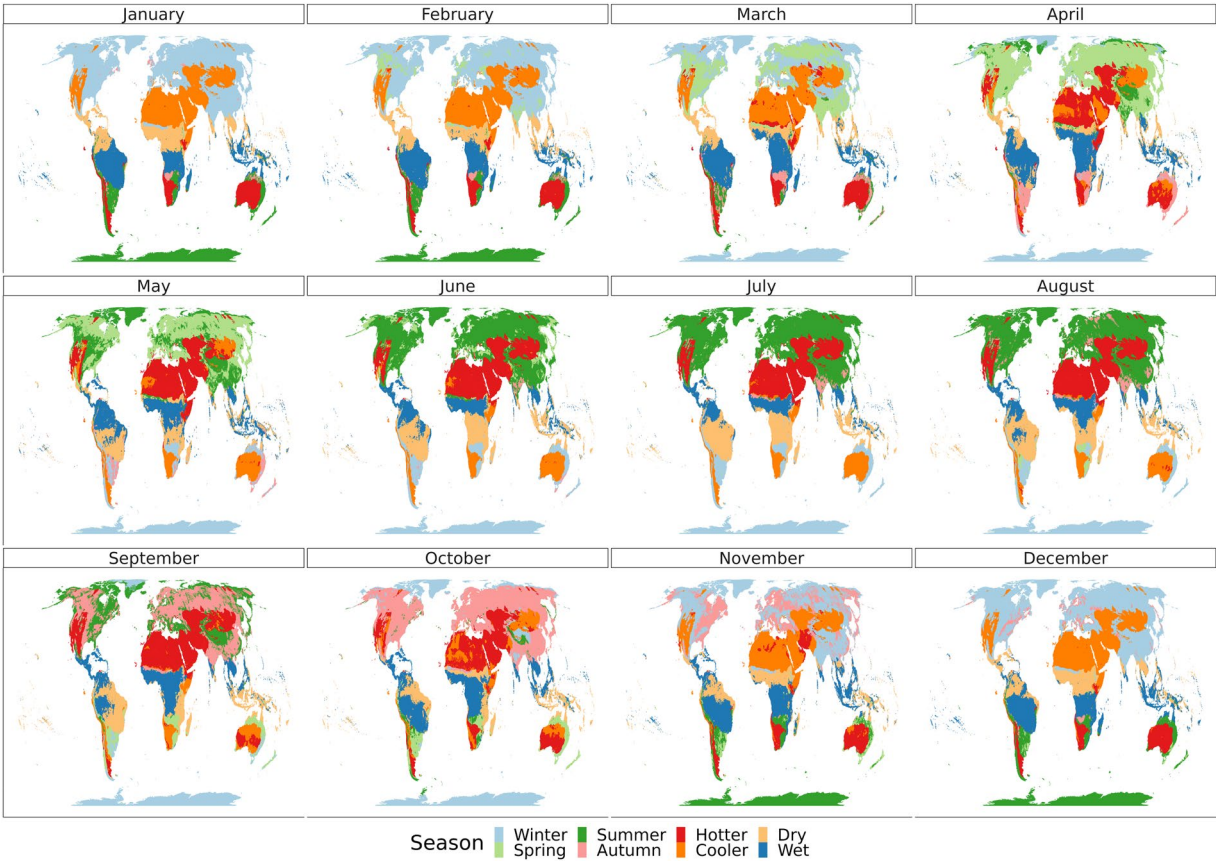 January
February
March
April
May
June
July
August
September
October
November
December
Season
Winter
Summer
Hotter
Dry
Spring
Autumn
Cooler
Wet